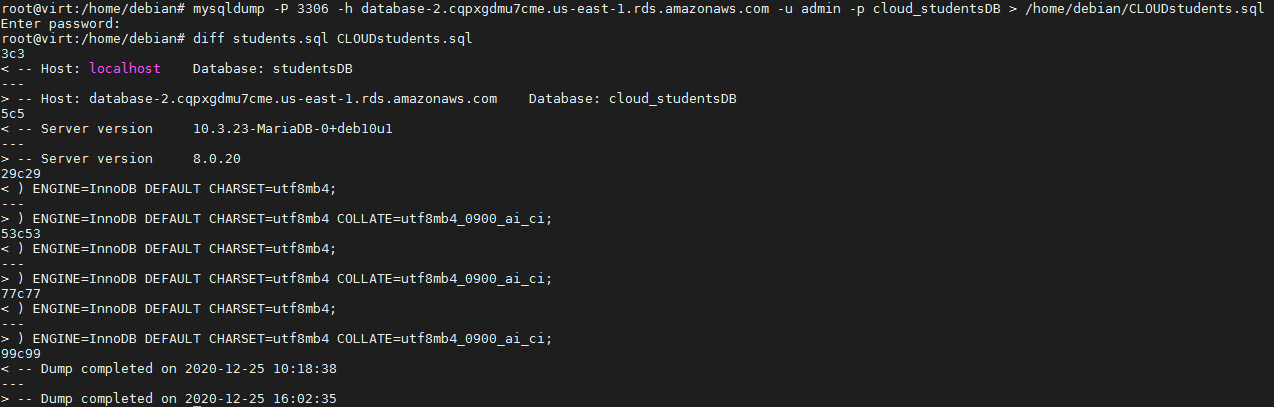 root@virt:/home/debian# mysqldump -P 3306 -h database-2.cqpxgdmu7cme.us-east-1.rds.amazonaws.com -u admin -p cloud_studentsDB > /home/debian/CLOUDstudents.sql
Enter password:
root@virt:/home/debian# diff students.sql CLOUDstudents.sql
3c3
< -- Host: localhost    Database: studentsDB
---
> -- Host: database-2.cqpxgdmu7cme.us-east-1.rds.amazonaws.com    Database: cloud_studentsDB
5c5
< -- Server version     10.3.23-MariaDB-0+deb10u1
---
> -- Server version     8.0.20
29c29
< ) ENGINE=InnoDB DEFAULT CHARSET=utf8mb4;
---
> ) ENGINE=InnoDB DEFAULT CHARSET=utf8mb4 COLLATE=utf8mb4_0900_ai_ci;
53c53
< ) ENGINE=InnoDB DEFAULT CHARSET=utf8mb4;
---
> ) ENGINE=InnoDB DEFAULT CHARSET=utf8mb4 COLLATE=utf8mb4_0900_ai_ci;
77c77
< ) ENGINE=InnoDB DEFAULT CHARSET=utf8mb4;
---
> ) ENGINE=InnoDB DEFAULT CHARSET=utf8mb4 COLLATE=utf8mb4_0900_ai_ci;
99c99
< -- Dump completed on 2020-12-25 10:18:38
---
> -- Dump completed on 2020-12-25 16:02:35